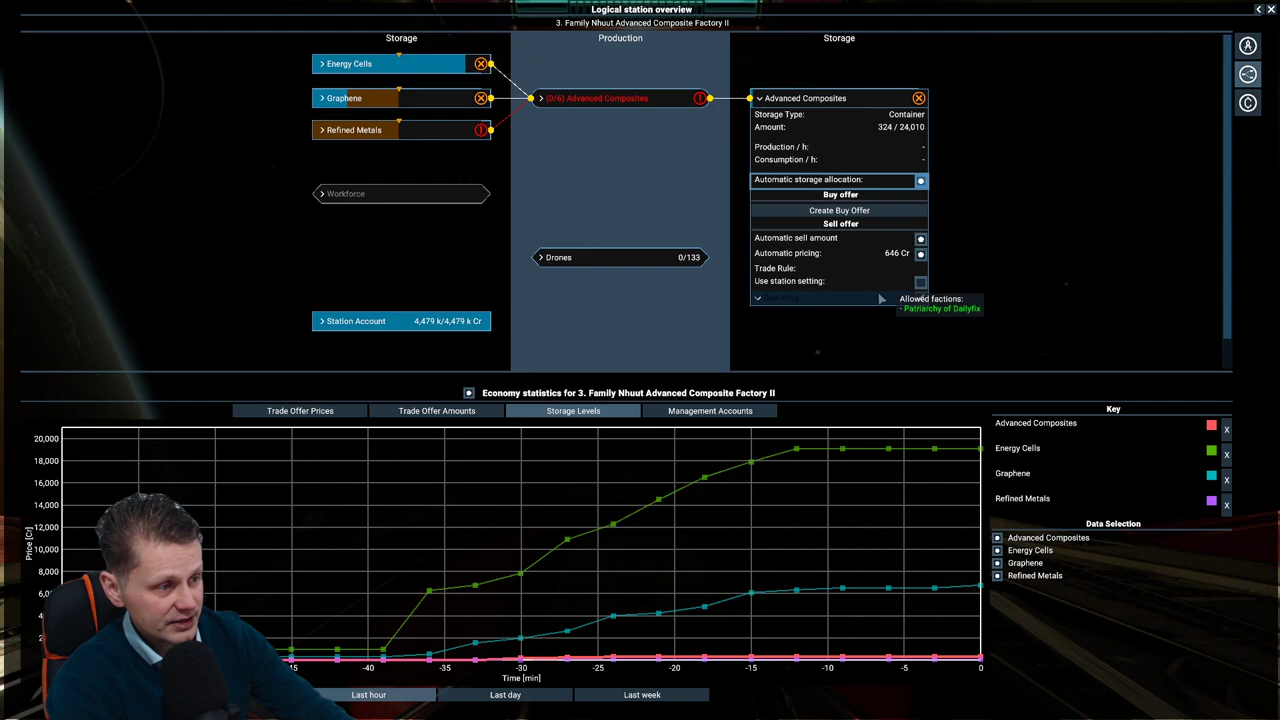 Logical station overview
3. Family Nhuut Advanced Composite Factory II
Storage
Production
Storage
Energy Cells
Graphene
Refined Metals
Workforce
Station Account 4,479 k/4,479 k Cr
(0/6) Advanced Composites
Drones 0/133
Advanced Composites
Storage Type: Container
Amount: 324 / 24,010
Production / h: -
Consumption / h: -
Automatic storage allocation:
Buy offer
Create Buy Offer
Sell offer
Automatic sell amount
Automatic pricing: 646 Cr
Trade Rule:
Use station setting:
Allowed factions:
- Patriarchy of Dailyfix
A
C
Economy statistics for 3. Family Nhuut Advanced Composite Factory II
Trade Offer Prices
Trade Offer Amounts
Storage Levels
Management Accounts
20,000
18,000
16,000
14,000
12,000
10,000
8,000
Price [Cr]
-40
-35
-30
-25
-20
-15
-10
-5
0
Time [min]
Last hour
Last day
Last week
Key
Advanced Composites X
Energy Cells X
Graphene X
Refined Metals X
Data Selection
Advanced Composites
Energy Cells
Graphene
Refined Metals